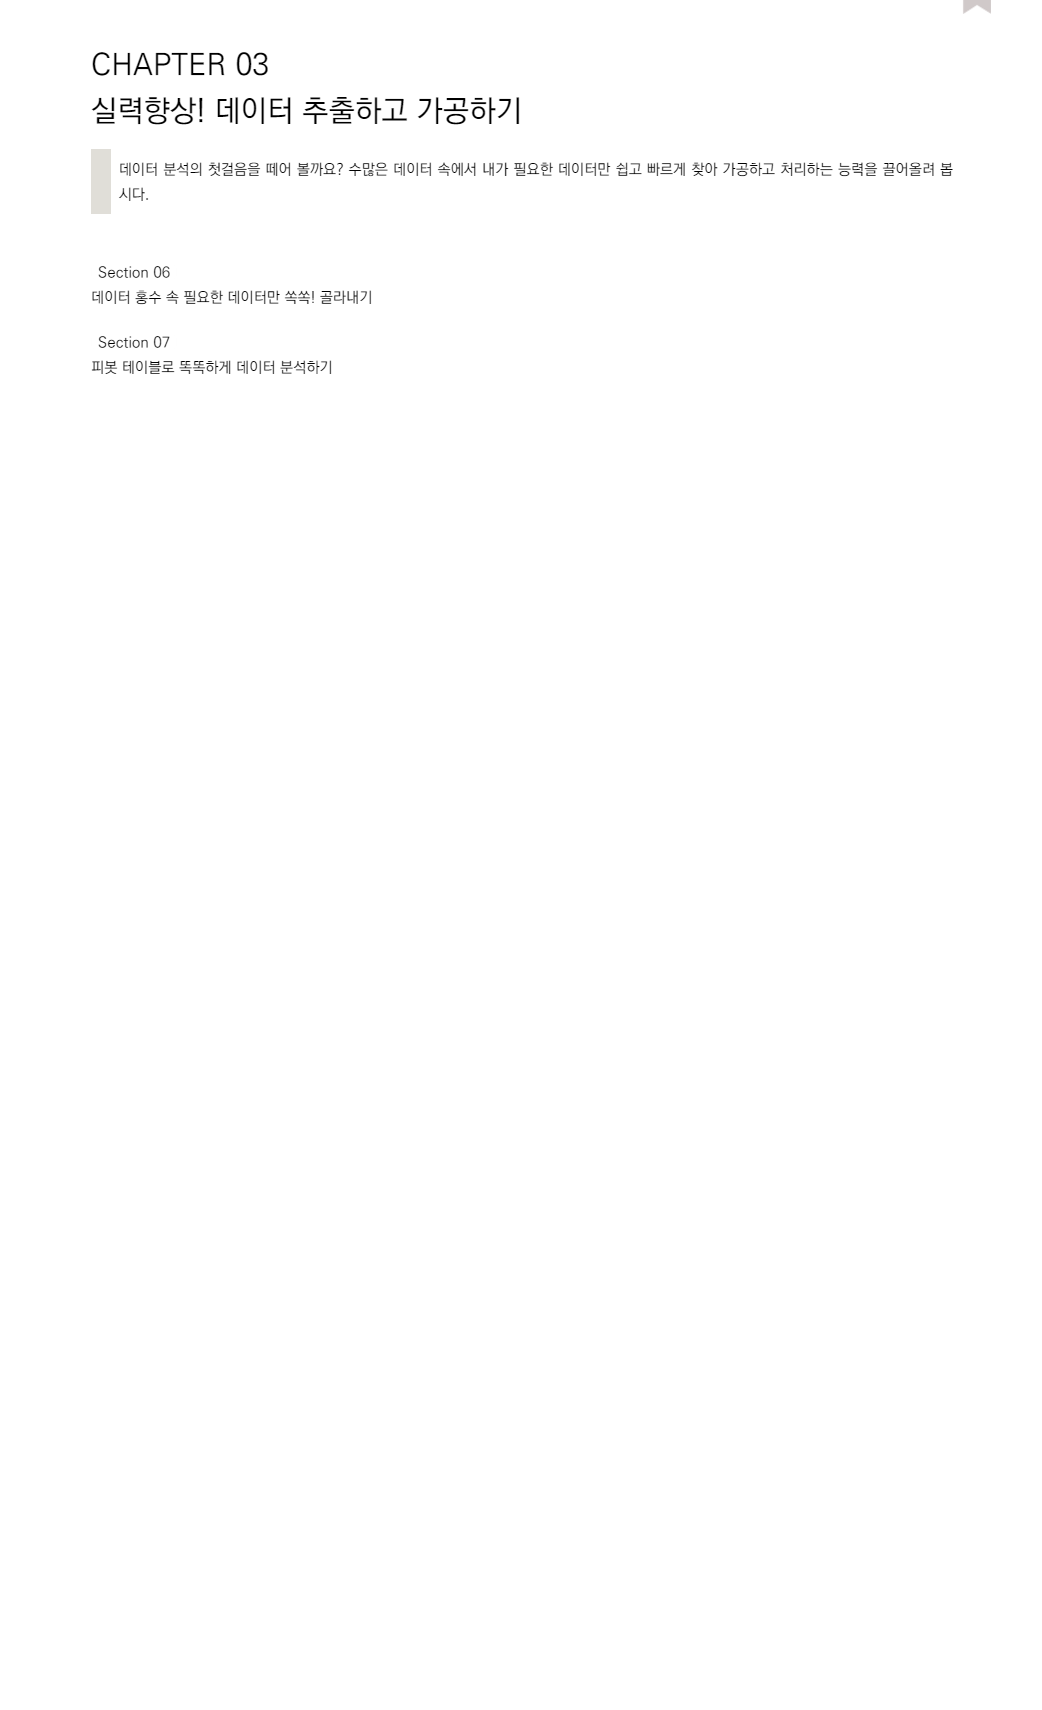 CHAPTER 03
실력향상! 데이터 추출하고 가공하기
데이터 분석의 첫걸음을 떼어 볼까요? 수많은 데이터 속에서 내가 필요한 데이터만 쉽고 빠르게 찾아 가공하고 처리하는 능력을 끌어올려 봅
시다.
Section 06
데이터 홍수 속 필요한 데이터만 쏙쏙! 골라내기
Section 07
피봇 테이블로 똑똑하게 데이터 분석하기